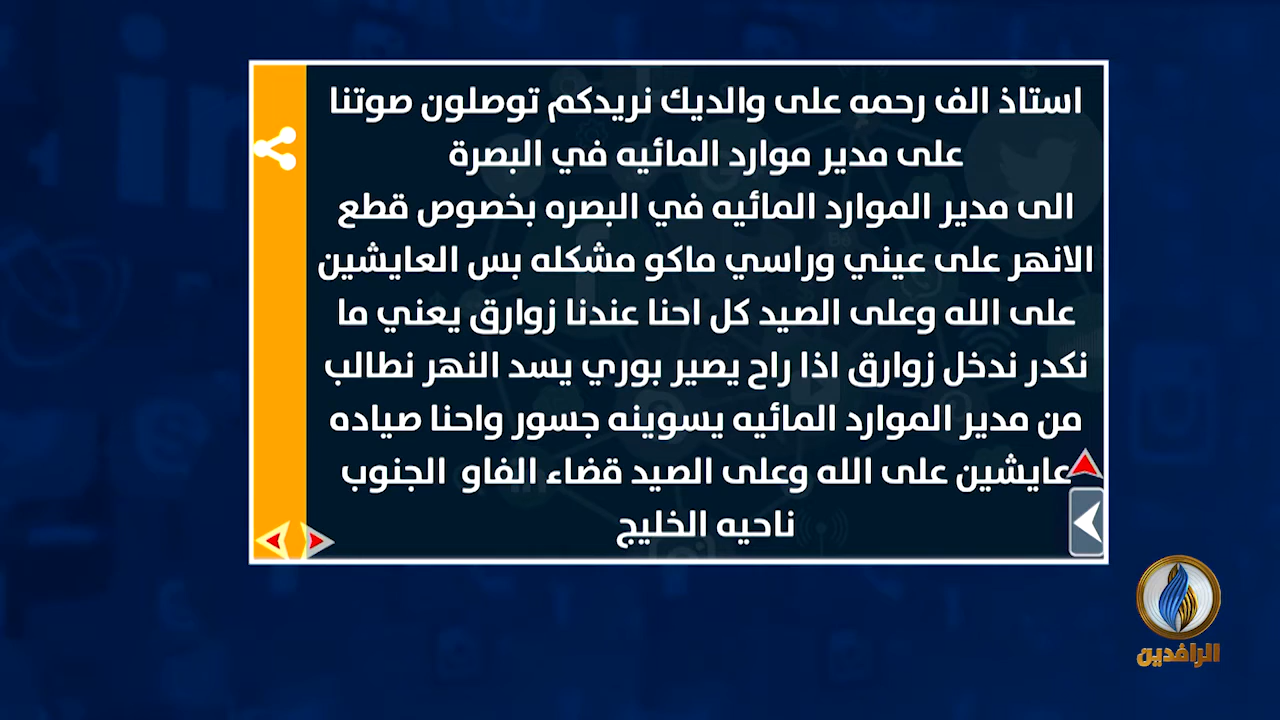 استاذ الف رحمه على والديك نريدكم توصلون صوتنا
على مدير موارد المائيه في البصرة
الى مدير الموارد المائيه في البصره بخصوص قطع
الانهر على عيني وراسي ماكو مشكله بس العايشين
على الله وعلى الصيد كل احنا عندنا زوارق يعني ما
نكدر ندخل زوارق اذا راح يصير بوري يسد النهر نطالب
من مدير الموارد المائيه يسوينه جسور واحنا صياده
عايشين على الله وعلى الصيد قضاء الفاو الجنوب
ناحيه الخليج
الرافدين